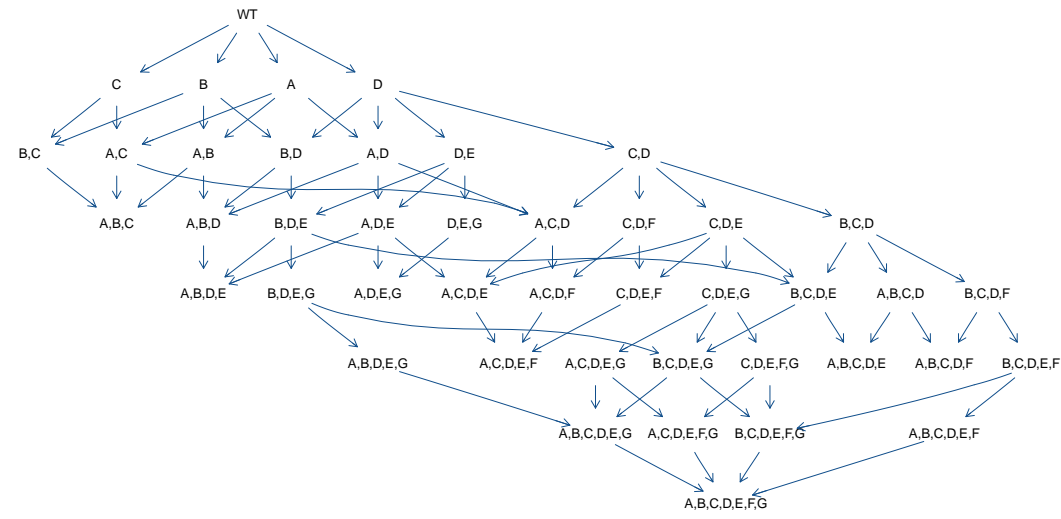 WT
C B A D
B,C A,C A,B B,D A,D D,E C,D
A,B,C A,B,D B,D,E A,D,E D,E,G A,C,D C,D,F C,D,E B,C,D
A,B,D,E B,D,E,G A,D,E,G A,C,D,E A,C,D,F C,D,E,F C,D,E,G B,C,D,E A,B,C,D B,C,D,F
A,B,D,E,G A,C,D,E,F A,C,D,E,G B,C,D,E,G C,D,E,F,G A,B,C,D,E A,B,C,D,F B,C,D,E,F
A,B,C,D,E,G A,C,D,E,F,G B,C,D,E,F,G A,B,C,D,E,F
A,B,C,D,E,F,G